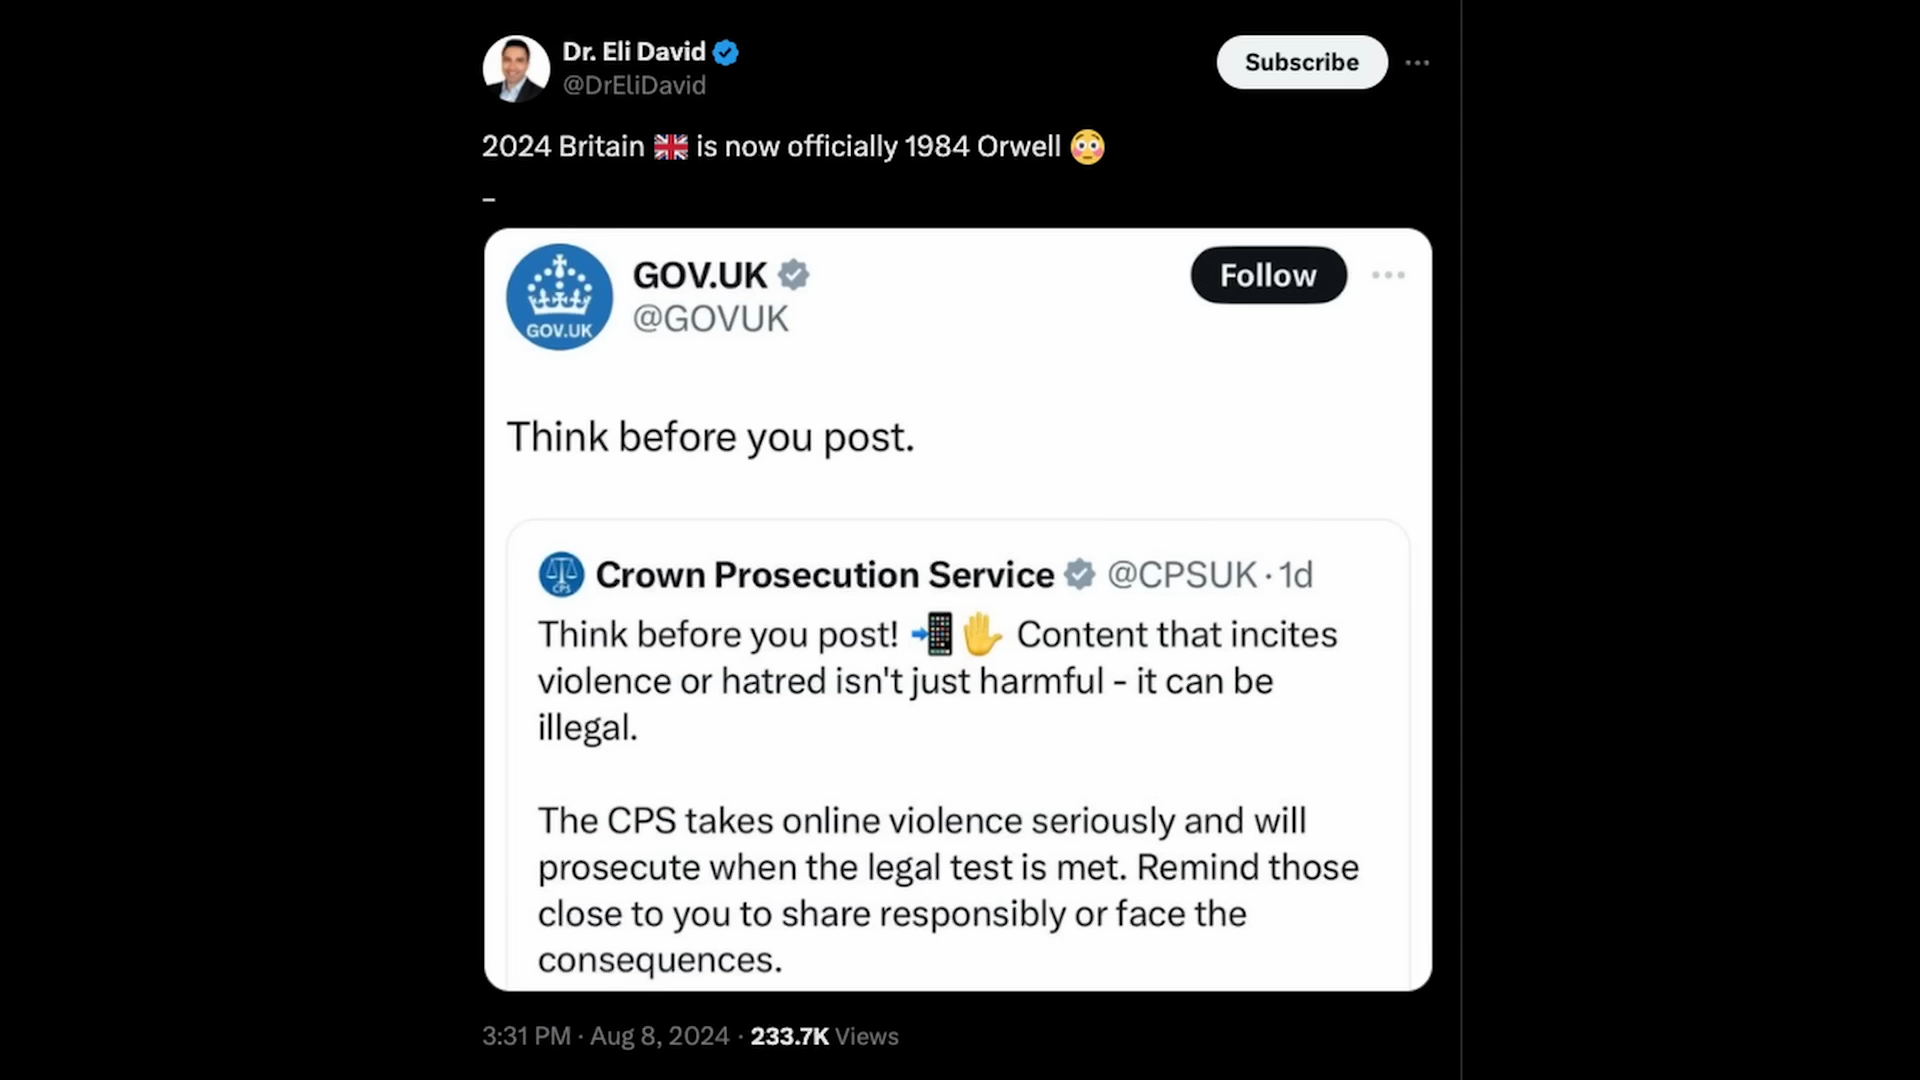 Dr. Eli David
@DrEliDavid
Subscribe
2024 Britain 🇬🇧 is now officially 1984 Orwell 😳
–
GOV.UK
GOV.UK
@GOVUK
Follow
Think before you post.
CPS
Crown Prosecution Service @CPSUK · 1d
Think before you post! 📲✋ Content that incites
violence or hatred isn't just harmful - it can be
illegal.
The CPS takes online violence seriously and will
prosecute when the legal test is met. Remind those
close to you to share responsibly or face the
consequences.
3:31 PM · Aug 8, 2024 · 233.7K Views